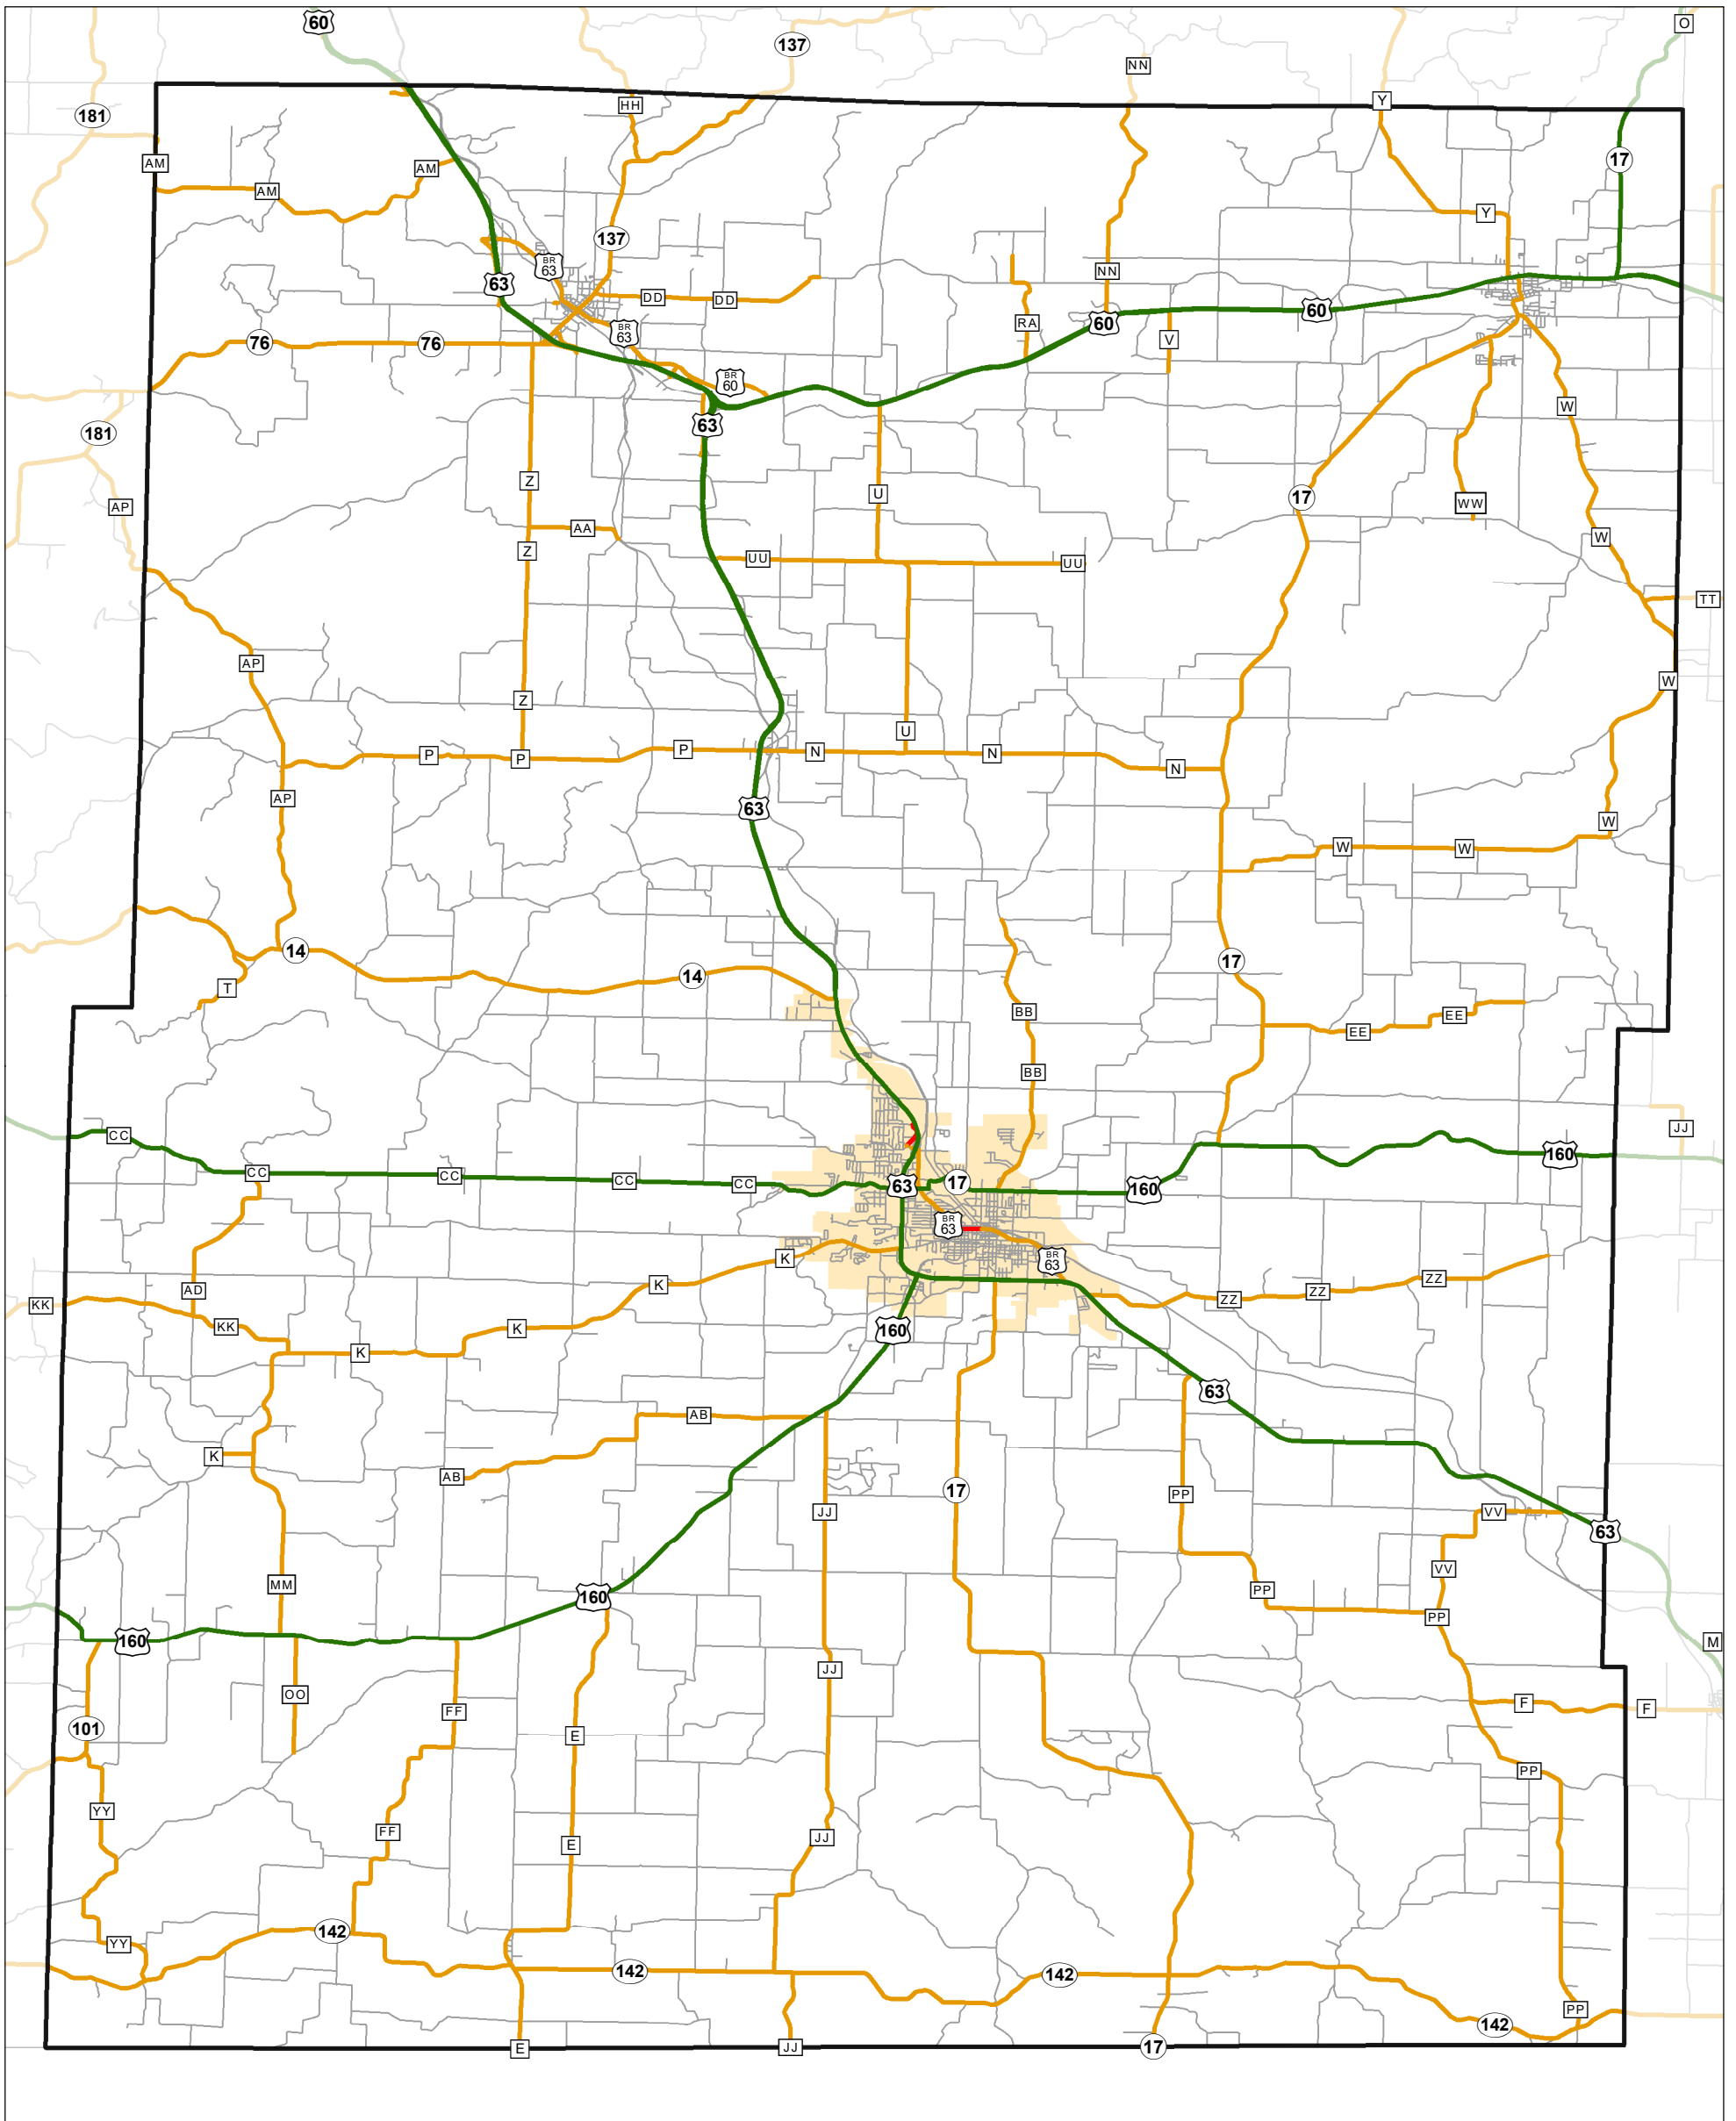 60
O
137
NN
Y
HH
181
17
AM
AM
AM
Y
137
BR
63
NN
63
DD
DD
60
60
RA
BR
63
V
76
76
BR
60
W
63
181
Z
U
17
WW
AP
AA
W
Z
UU
UU
TT
AP
W
Z
U
P
P
P
N
N
N
AP
63
W
W
W
14
17
14
T
BB
EE
EE
BB
JJ
CC
160
CC
CC
CC
CC
63
17
160
BR
63
K
BR
63
K
ZZ
AD
ZZ
ZZ
KK
KK
K
160
K
63
AB
K
AB
17
PP
JJ
VV
63
VV
MM
PP
160
PP
160
M
JJ
OO
F
F
FF
101
E
PP
YY
FF
JJ
E
142
YY
142
142
PP
142
E
JJ
17